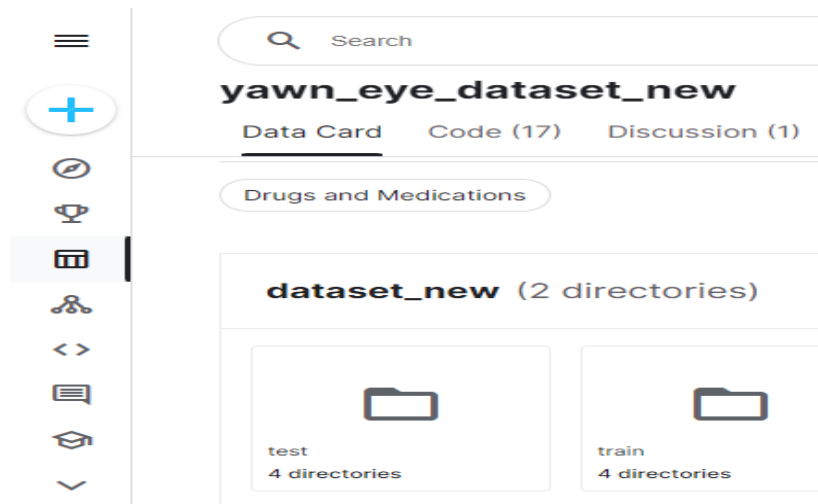 Search
yawn_eye_dataset_new
Data Card Code (17) Discussion (1)
Drugs and Medications
dataset_new (2 directories)
test train
4 directories 4 directories